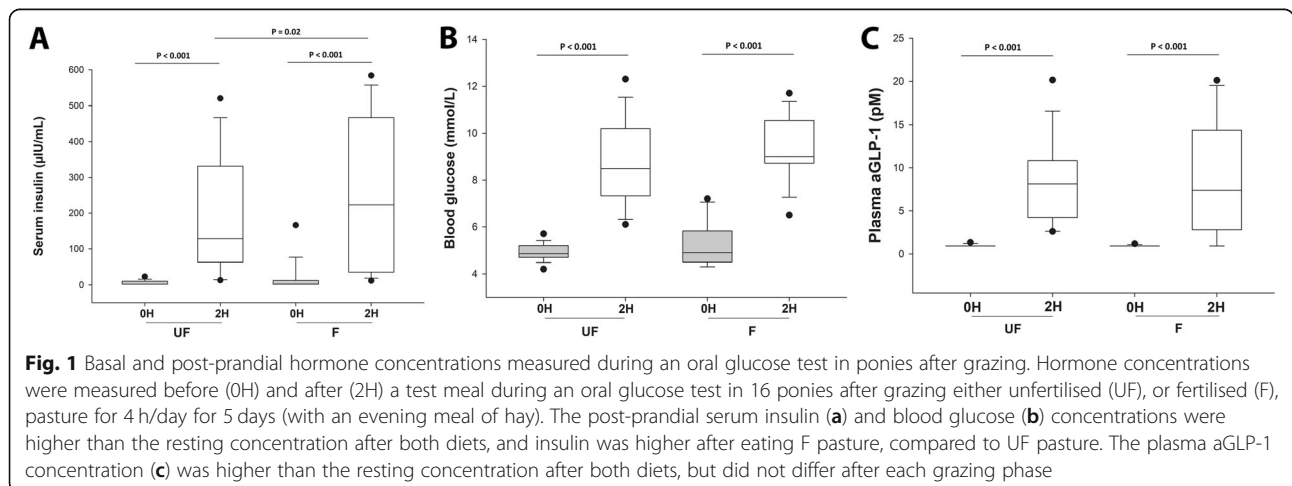 A
P = 0.02
P < 0.001
P < 0.001
Serum insulin (µIU/mL)
600
500
400
300
200
100
0
0H
2H
0H
2H
UF
F
B
P < 0.001
P < 0.001
Blood glucose (mmol/L)
14
12
10
8
6
4
0H
2H
0H
2H
UF
F
C
P < 0.001
P < 0.001
Plasma aGLP-1 (pM)
25
20
15
10
5
0
0H
2H
0H
2H
UF
F
Fig. 1 Basal and post-prandial hormone concentrations measured during an oral glucose test in ponies after grazing. Hormone concentrations
were measured before (0H) and after (2H) a test meal during an oral glucose test in 16 ponies after grazing either unfertilised (UF), or fertilised (F),
pasture for 4 h/day for 5 days (with an evening meal of hay). The post-prandial serum insulin (a) and blood glucose (b) concentrations were
higher than the resting concentration after both diets, and insulin was higher after eating F pasture, compared to UF pasture. The plasma aGLP-1
concentration (c) was higher than the resting concentration after both diets, but did not differ after each grazing phase